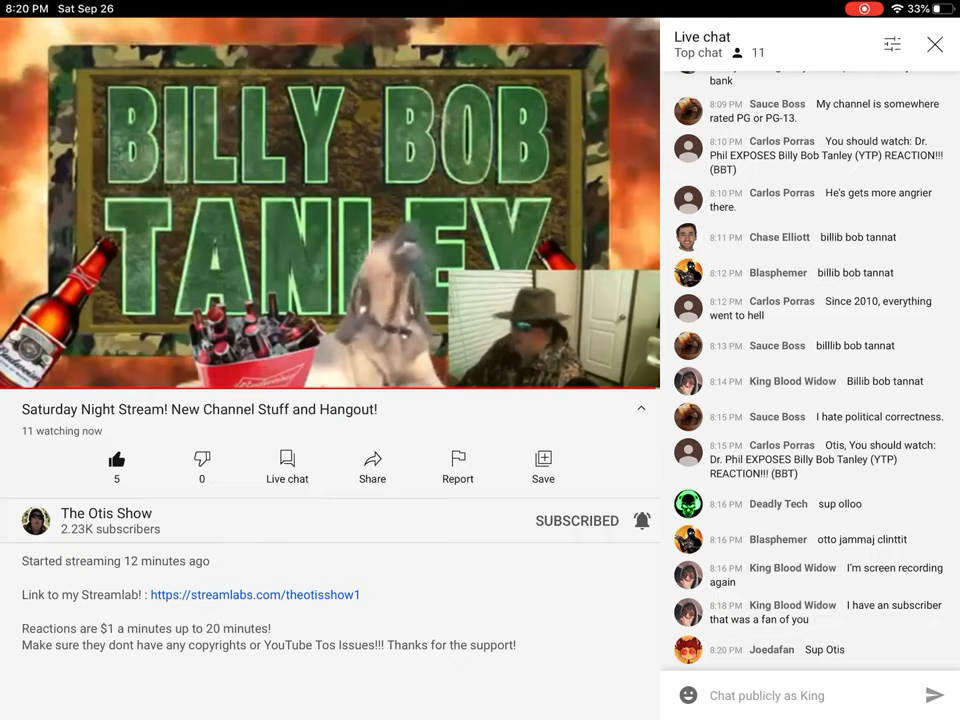 8:20 PM Sat Sep 26
33%
BILLY BOB
TANLEY
Budweiser
Saturday Night Stream! New Channel Stuff and Hangout!
11 watching now
5
0
Live chat
Share
Report
Save
The Otis Show
2.23K subscribers
SUBSCRIBED
Started streaming 12 minutes ago
Link to my Streamlab! : https://streamlabs.com/theotisshow1
Reactions are $1 a minutes up to 20 minutes!
Make sure they dont have any copyrights or YouTube Tos Issues!!! Thanks for the support!
Live chat
Top chat 11
bank
8:09 PM Sauce Boss My channel is somewhere
rated PG or PG-13.
8:10 PM Carlos Porras You should watch: Dr.
Phil EXPOSES Billy Bob Tanley (YTP) REACTION!!!
(BBT)
8:10 PM Carlos Porras He's gets more angrier
there.
8:11 PM Chase Elliott billib bob tannat
8:12 PM Blasphemer billib bob tannat
8:12 PM Carlos Porras Since 2010, everything
went to hell
8:13 PM Sauce Boss billlib bob tannat
8:14 PM King Blood Widow Billib bob tannat
8:15 PM Sauce Boss I hate political correctness.
8:15 PM Carlos Porras Otis, You should watch:
Dr. Phil EXPOSES Billy Bob Tanley (YTP)
REACTION!!! (BBT)
8:16 PM Deadly Tech sup olloo
8:16 PM Blasphemer otto jammaj clinttit
8:16 PM King Blood Widow I'm screen recording
again
8:18 PM King Blood Widow I have an subscriber
that was a fan of you
8:20 PM Joedafan Sup Otis
Chat publicly as King